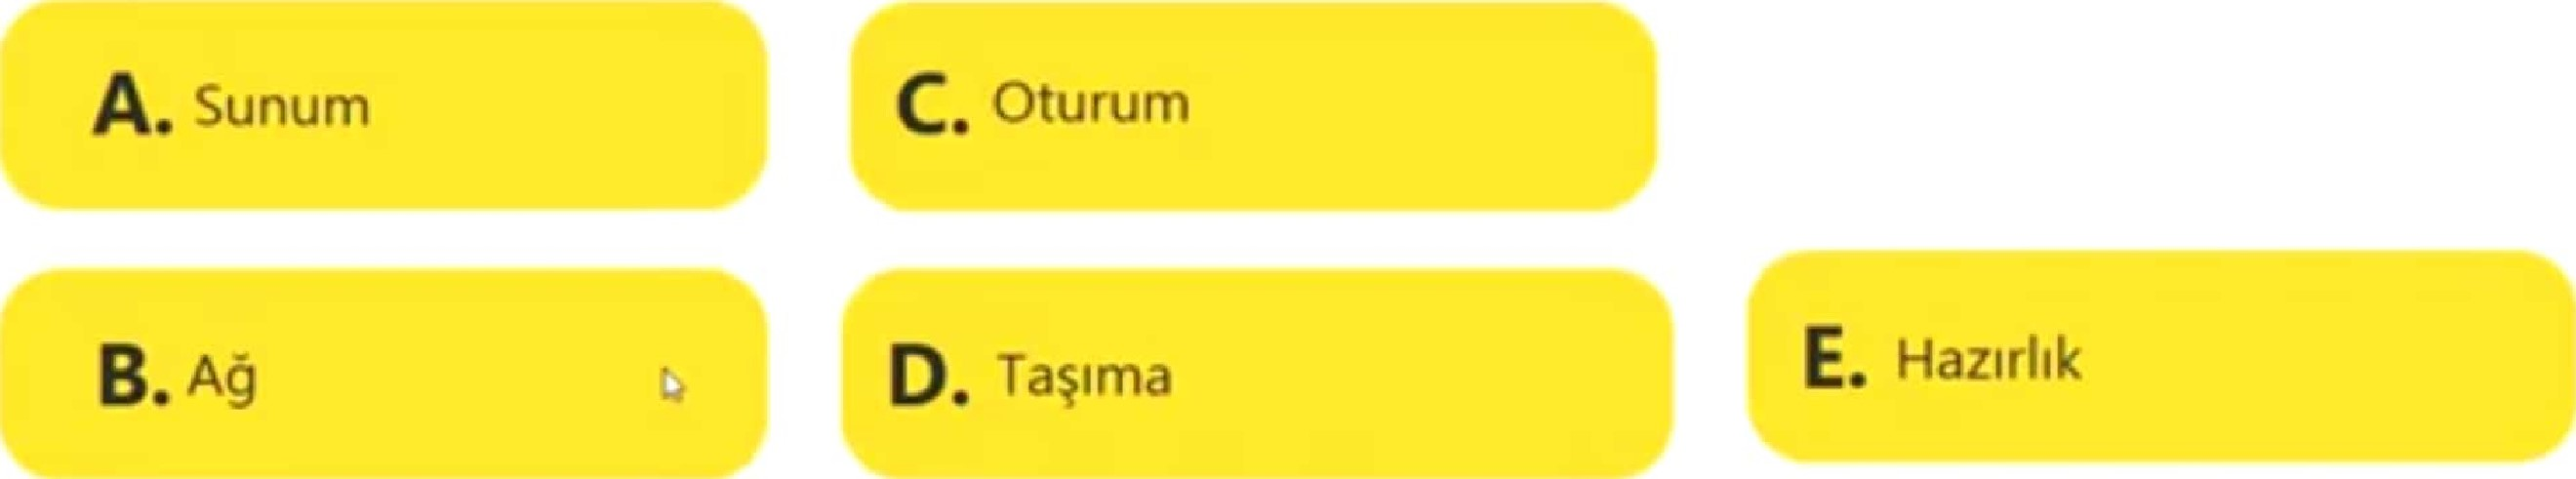 A. Sunum
C. Oturum
B. Ağ
D. Taşıma
E. Hazırlık